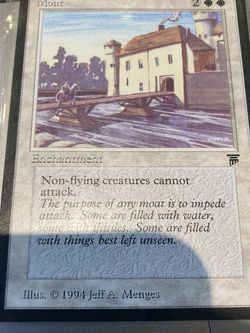 Moat 2
Enchantment
Non-flying creatures cannot
attack.
The purpose of any moat is to impede
attack. Some are filled with water,
some with thistles. Some are filled
with things best left unseen.
Illus. © 1994 Jeff A. Menges